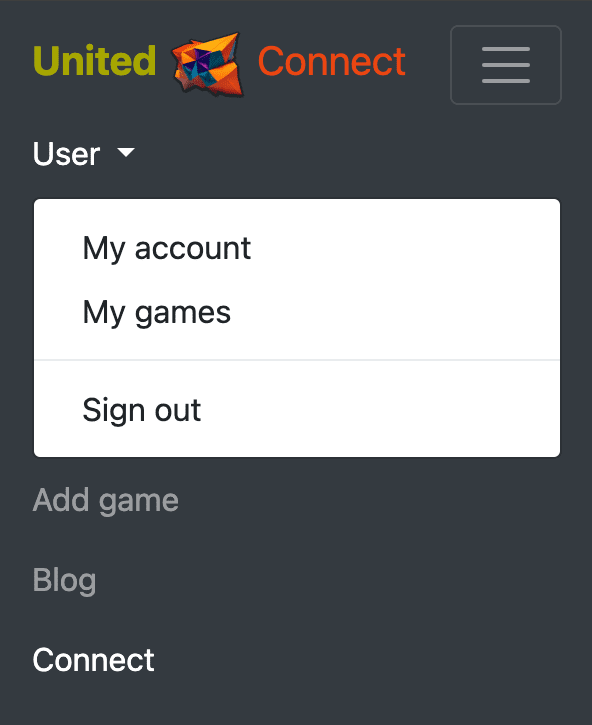 United Connect
User
My account
My games
Sign out
Add game
Blog
Connect